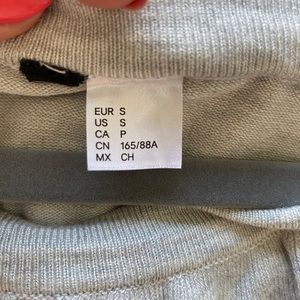 EUR S
US S
CA P
CN 165/88A
MX CH